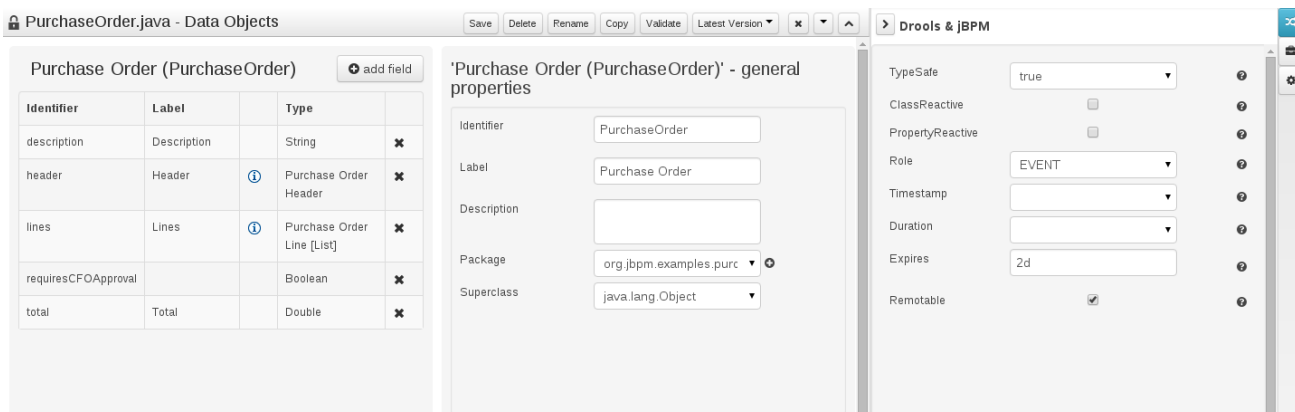 PurchaseOrder.java - Data Objects
Save Delete Rename Copy Validate Latest Version
Purchase Order (PurchaseOrder)
add field
Identifier Label Type
description Description String
header Header Purchase Order
Header
lines Lines Purchase Order
Line [List]
requiresCFOApproval Boolean
total Total Double
'Purchase Order (PurchaseOrder)' - general
properties
Identifier PurchaseOrder
Label Purchase Order
Description
Package org.jbpm.examples.purc
Superclass java.lang.Object
Drools & jBPM
TypeSafe true
ClassReactive
PropertyReactive
Role EVENT
Timestamp
Duration
Expires 2d
Remotable